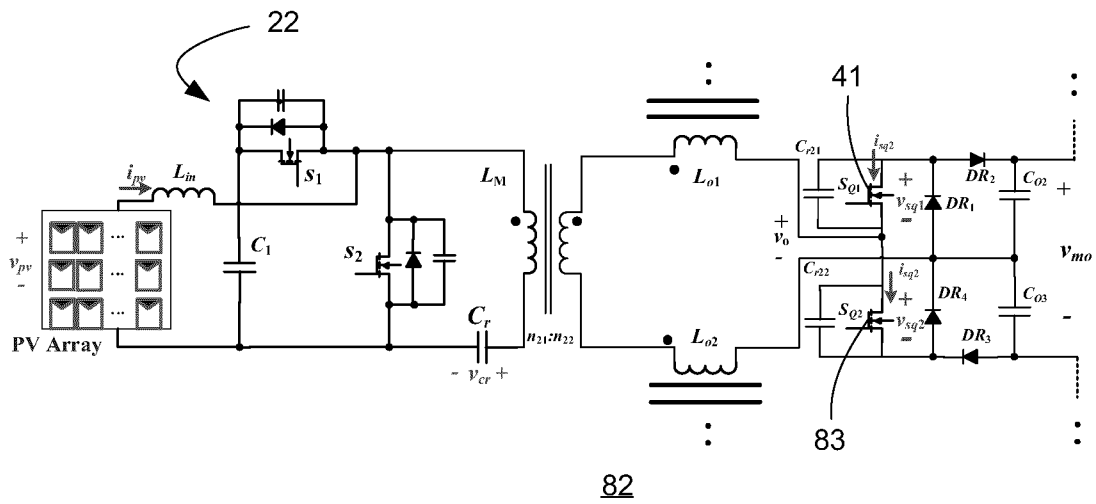 22
41
i_pv
L_in
s_1
L_M
L_o1
C_r21
i_sq2
S_Q1
+
v_sq1
-
DR_2
DR_1
C_O2
+
v_pv
-
PV Array
C_1
s_2
+
v_o
-
+
v_mo
-
C_r22
i_sq2
S_Q2
+
v_sq2
-
DR_4
DR_3
C_O3
C_r
- v_cr +
n_21:n_22
L_o2
83
82